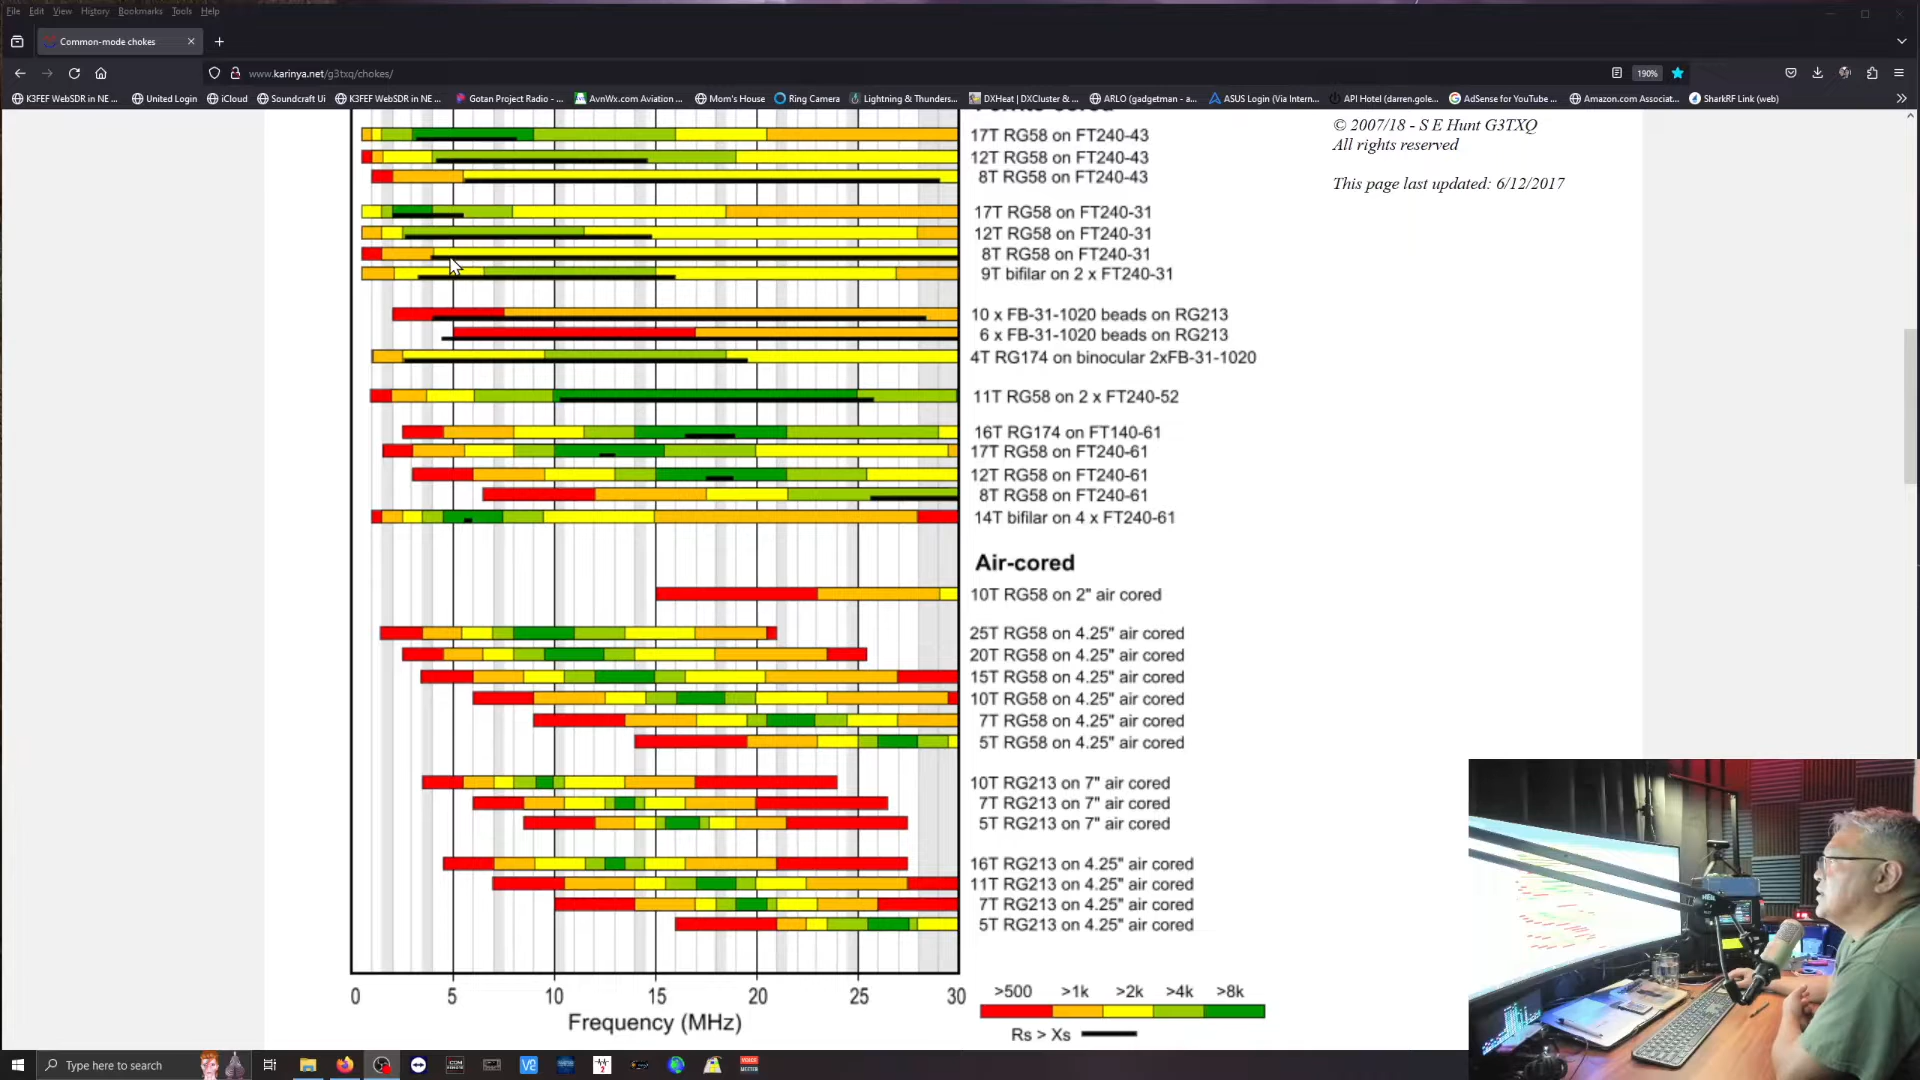 File Edit View History Bookmarks Tools Help
Common-mode chokes
www.karinya.net/g3txq/chokes/
190%
K3FEF WebSDR in NE ... United Login iCloud Soundcraft Ui K3FEF WebSDR in NE ... Gotan Project Radio - ... AvnWx.com Aviation ... Mom's House Ring Camera Lightning & Thunders... DXHeat | DXCluster & ... ARLO (gadgetman - a... ASUS Login (Via Intern... API Hotel (darren.gole... AdSense for YouTube ... Amazon.com Associat... SharkRF Link (web)
© 2007/18 - S E Hunt G3TXQ
All rights reserved
This page last updated: 6/12/2017
17T RG58 on FT240-43
12T RG58 on FT240-43
8T RG58 on FT240-43
17T RG58 on FT240-31
12T RG58 on FT240-31
8T RG58 on FT240-31
9T bifilar on 2 x FT240-31
10 x FB-31-1020 beads on RG213
6 x FB-31-1020 beads on RG213
4T RG174 on binocular 2xFB-31-1020
11T RG58 on 2 x FT240-52
16T RG174 on FT140-61
17T RG58 on FT240-61
12T RG58 on FT240-61
8T RG58 on FT240-61
14T bifilar on 4 x FT240-61
Air-cored
10T RG58 on 2" air cored
25T RG58 on 4.25" air cored
20T RG58 on 4.25" air cored
15T RG58 on 4.25" air cored
10T RG58 on 4.25" air cored
7T RG58 on 4.25" air cored
5T RG58 on 4.25" air cored
10T RG213 on 7" air cored
7T RG213 on 7" air cored
5T RG213 on 7" air cored
16T RG213 on 4.25" air cored
11T RG213 on 4.25" air cored
7T RG213 on 4.25" air cored
5T RG213 on 4.25" air cored
0 5 10 15 20 25 30
Frequency (MHz)
>500 >1k >2k >4k >8k
Rs > Xs
Type here to search